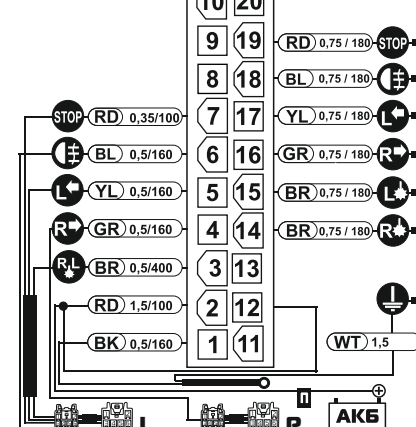 10 20
9 19 RD 0,75 / 180 STOP
8 18 BL 0,75 / 180
STOP RD 0,35/100 7 17 YL 0,75 / 180 L
BL 0,5/160 6 16 GR 0,75 / 180 R
L YL 0,5/160 5 15 BR 0,75 / 180 L
R GR 0,5/160 4 14 BR 0,75 / 180 R
R,L BR 0,5/400 3 13
RD 1,5/100 2 12
BK 0,5/160 1 11 WT 1,5
АКБ